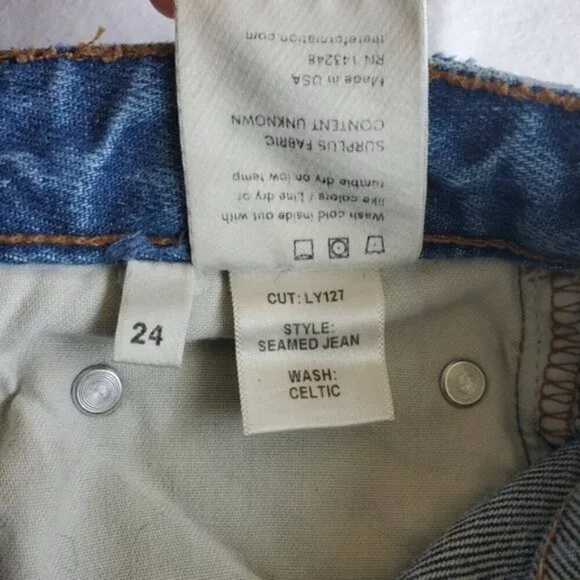 Wash cold inside out with
like colors / Line dry or
tumble dry on low temp
SURPLUS FABRIC
CONTENT UNKNOWN
Made in USA
RN 143248
thereformation.com
24
CUT: LY127
STYLE:
SEAMED JEAN
WASH:
CELTIC